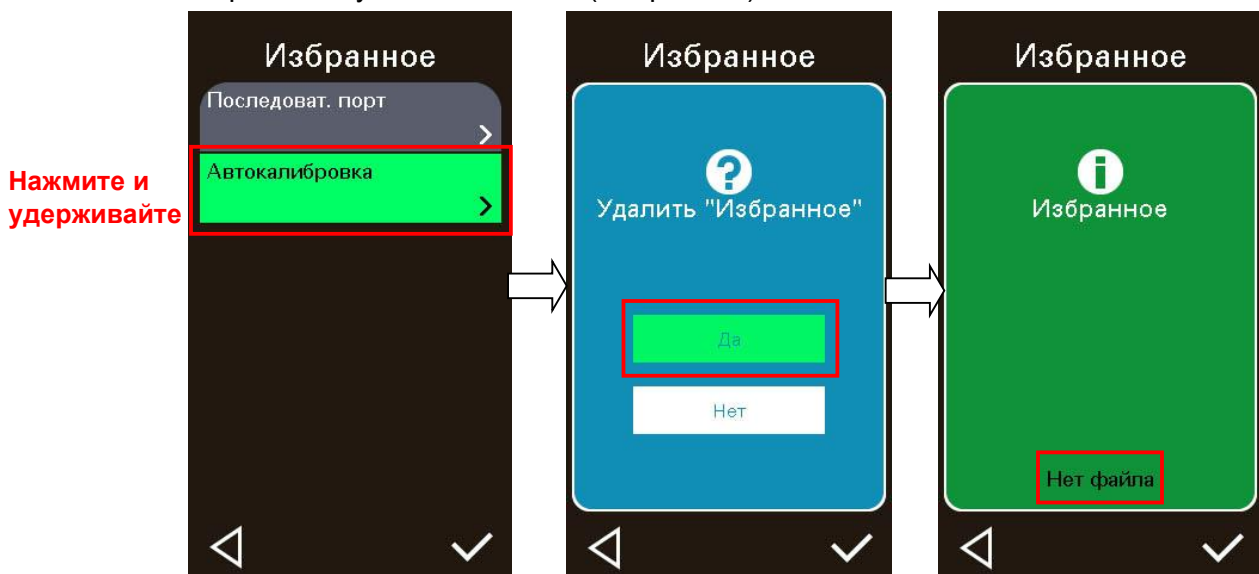 Избранное
Последоват. порт
Автокалибровка
Нажмите и
удерживайте
Избранное
Удалить "Избранное"
Да
Нет
Избранное
Избранное
Нет файла